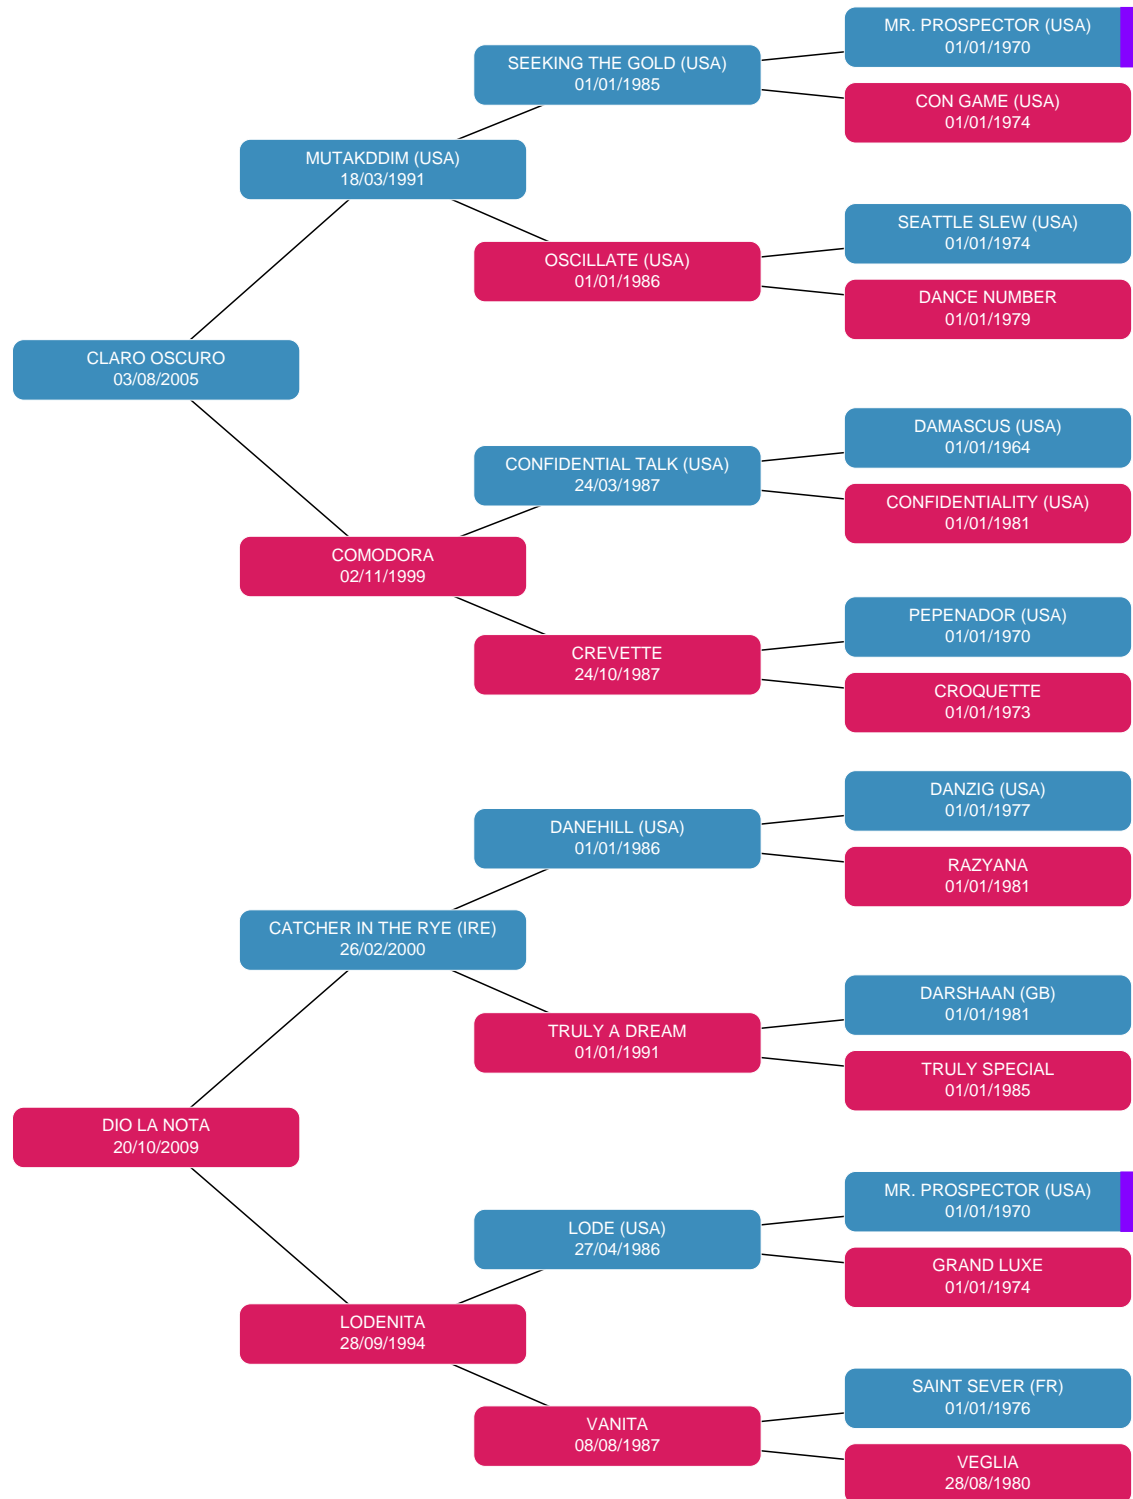 MR. PROSPECTOR (USA)
01/01/1970
SEEKING THE GOLD (USA)
01/01/1985
CON GAME (USA)
01/01/1974
MUTAKDDIM (USA)
18/03/1991
SEATTLE SLEW (USA)
01/01/1974
OSCILLATE (USA)
01/01/1986
DANCE NUMBER
01/01/1979
CLARO OSCURO
03/08/2005
DAMASCUS (USA)
01/01/1964
CONFIDENTIAL TALK (USA)
24/03/1987
CONFIDENTIALITY (USA)
01/01/1981
COMODORA
02/11/1999
PEPENADOR (USA)
01/01/1970
CREVETTE
24/10/1987
CROQUETTE
01/01/1973
DANZIG (USA)
01/01/1977
DANEHILL (USA)
01/01/1986
RAZYANA
01/01/1981
CATCHER IN THE RYE (IRE)
26/02/2000
DARSHAAN (GB)
01/01/1981
TRULY A DREAM
01/01/1991
TRULY SPECIAL
01/01/1985
DIO LA NOTA
20/10/2009
MR. PROSPECTOR (USA)
01/01/1970
LODE (USA)
27/04/1986
GRAND LUXE
01/01/1974
LODENITA
28/09/1994
SAINT SEVER (FR)
01/01/1976
VANITA
08/08/1987
VEGLIA
28/08/1980